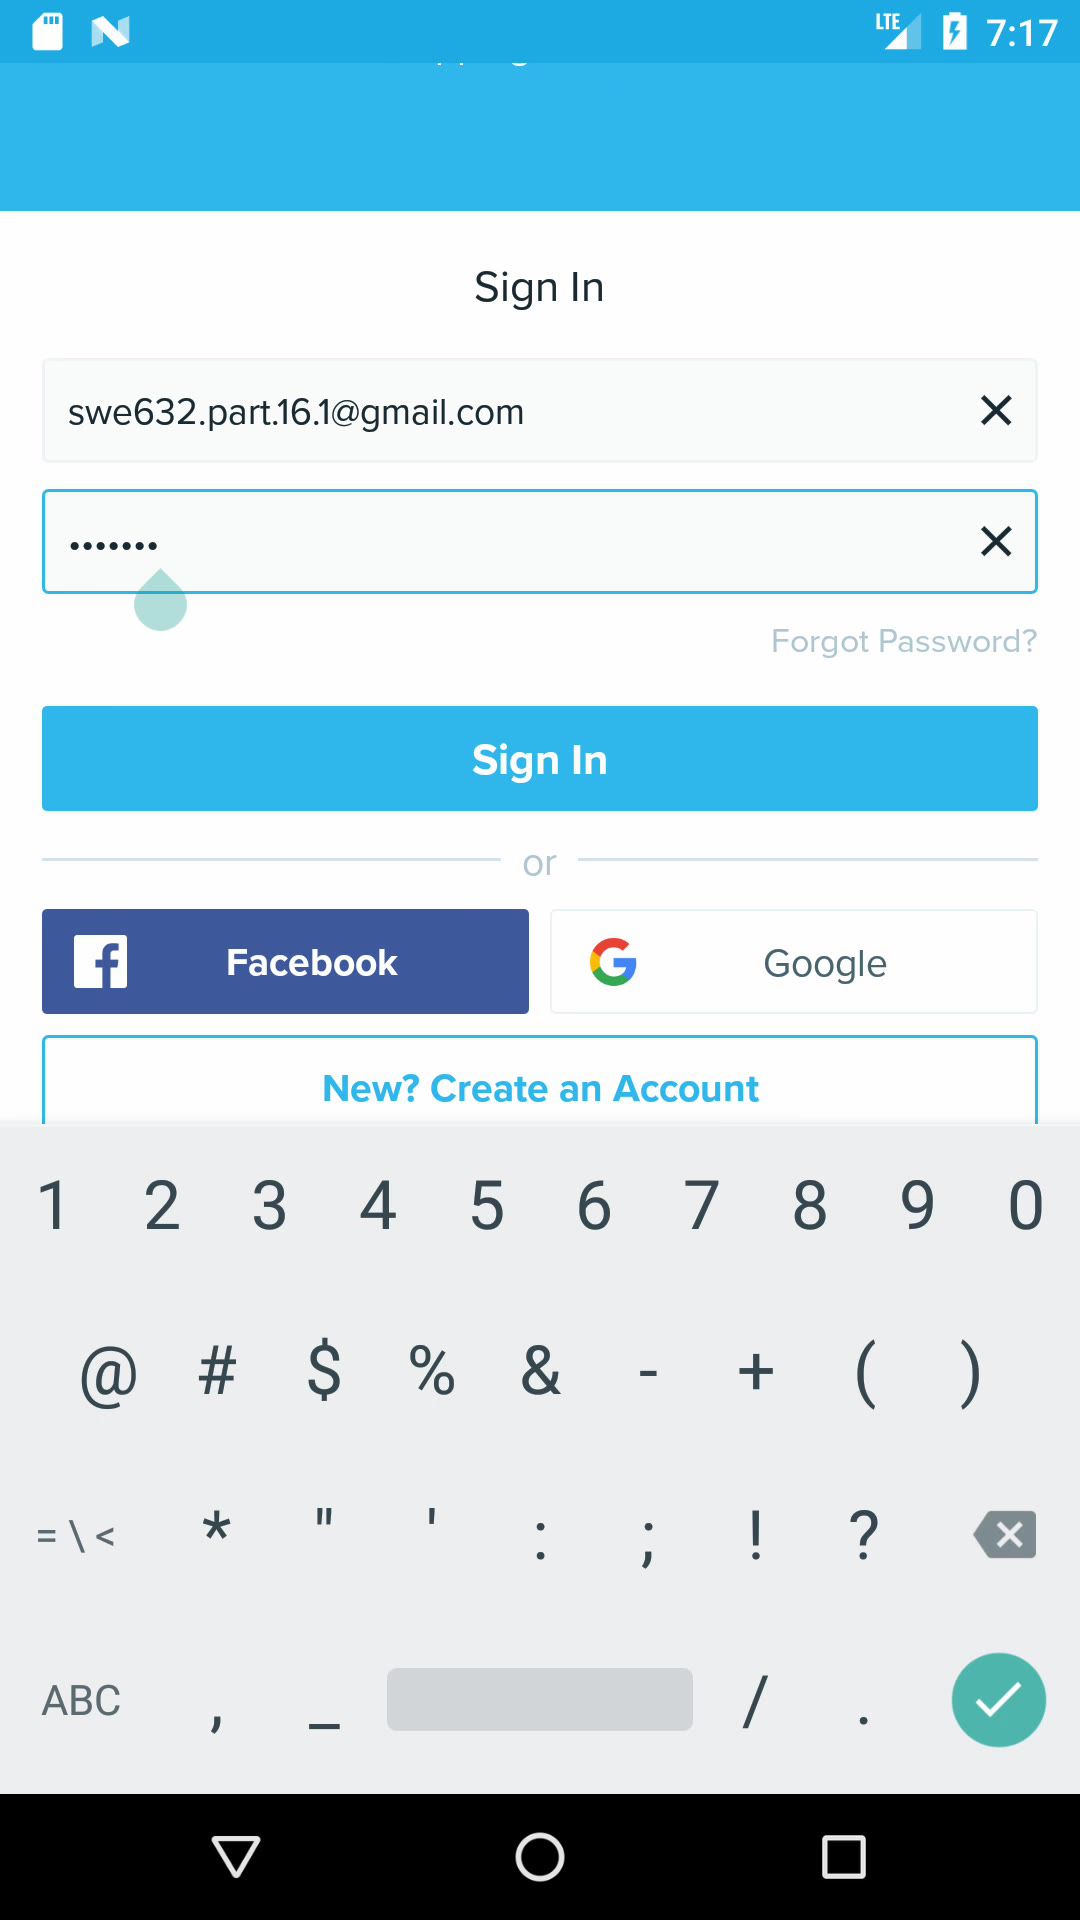 LTE 7:17
Sign In
swe632.part.16.1@gmail.com
•••••••
Forgot Password?
Sign In
or
Facebook Google
New? Create an Account
1 2 3 4 5 6 7 8 9 0
@ # $ % & - + ( )
= \ < * " ' : ; ! ?
ABC , _ / .